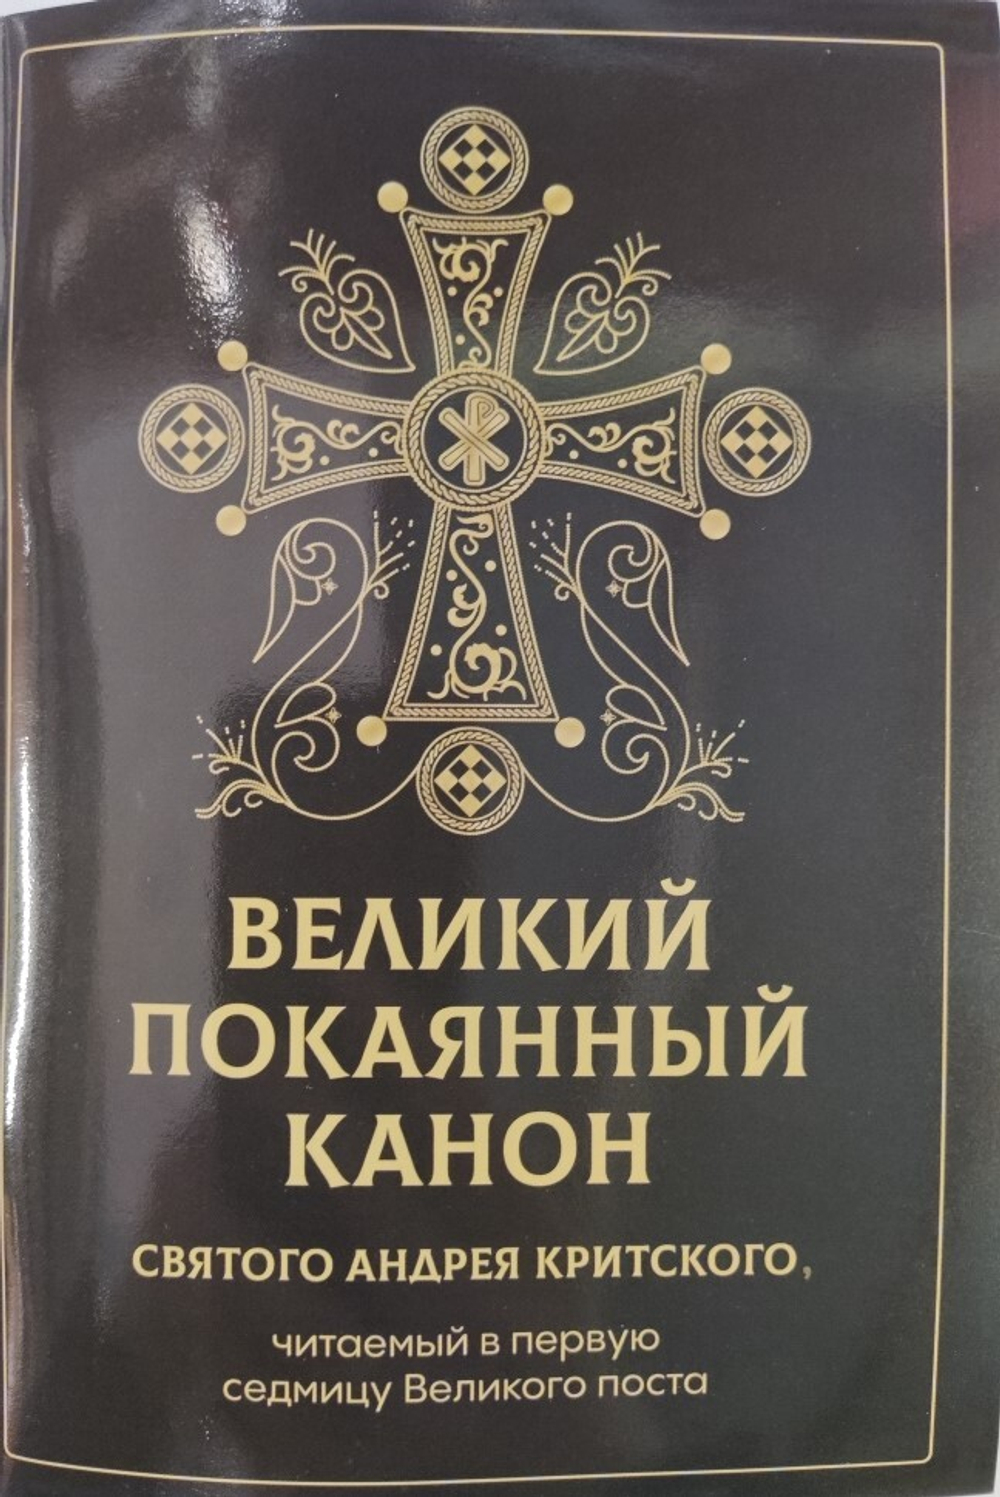 ВЕЛИКИЙ
ПОКАЯННЫЙ
КАНОН
СВЯТОГО АНДРЕЯ КРИТСКОГО,
читаемый в первую
седмицу Великого поста